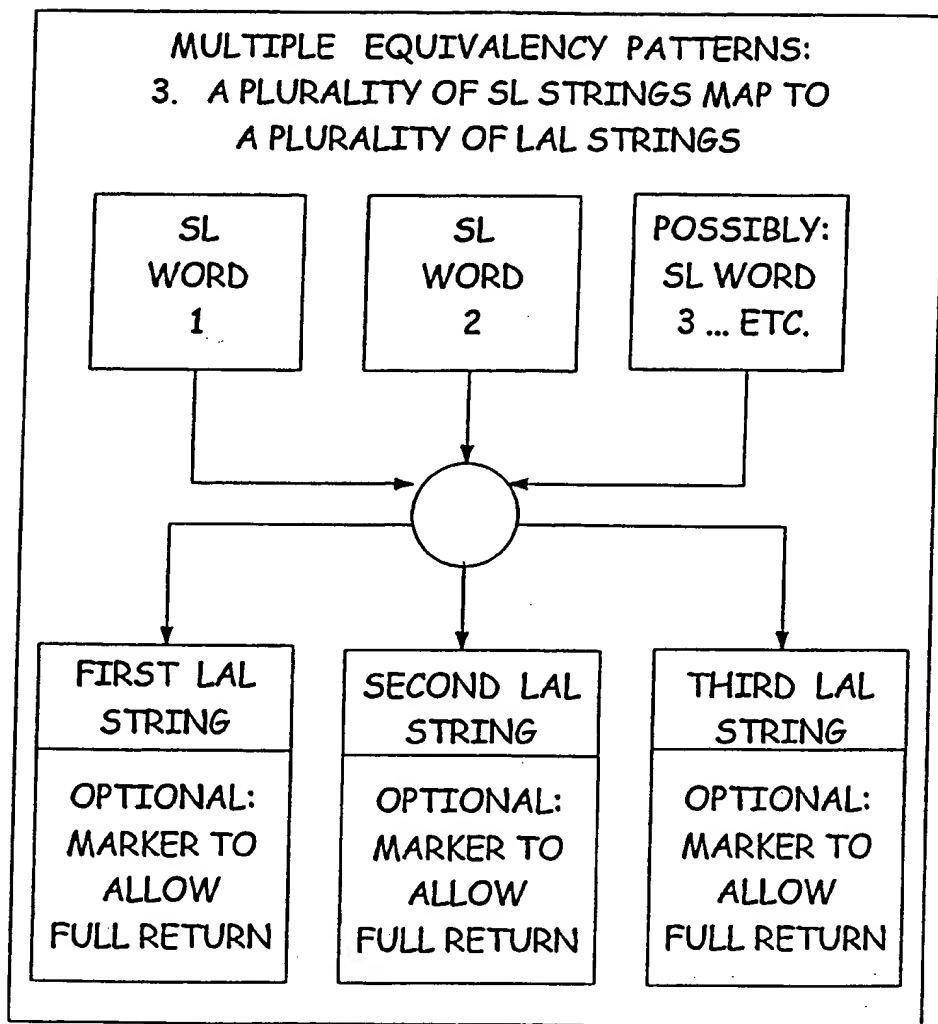 MULTIPLE EQUIVALENCY PATTERNS:
3. A PLURALITY OF SL STRINGS MAP TO
A PLURALITY OF LAL STRINGS
SL
WORD
1
SL
WORD
2
POSSIBLY:
SL WORD
3 ... ETC.
FIRST LAL
STRING
OPTIONAL:
MARKER TO
ALLOW
FULL RETURN
SECOND LAL
STRING
OPTIONAL:
MARKER TO
ALLOW
FULL RETURN
THIRD LAL
STRING
OPTIONAL:
MARKER TO
ALLOW
FULL RETURN